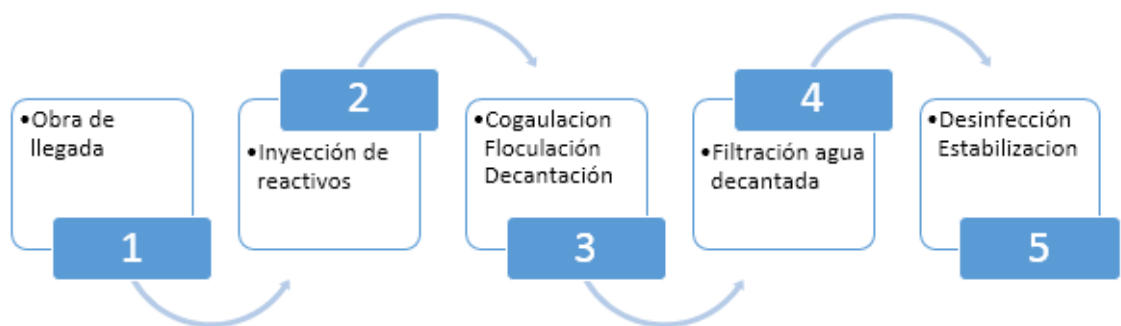 •Obra de
llegada
1
2
•Inyección de
reactivos
•Cogaulacion
Floculación
Decantación
3
4
•Filtración agua
decantada
•Desinfección
Estabilizacion
5